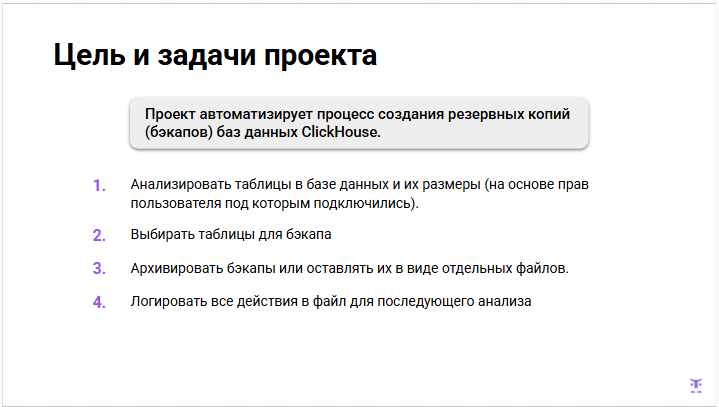 Цель и задачи проекта
Проект автоматизирует процесс создания резервных копий
(бэкапов) баз данных ClickHouse.
1. Анализировать таблицы в базе данных и их размеры (на основе прав
пользователя под которым подключились).
2. Выбирать таблицы для бэкапа
3. Архивировать бэкапы или оставлять их в виде отдельных файлов.
4. Логировать все действия в файл для последующего анализа